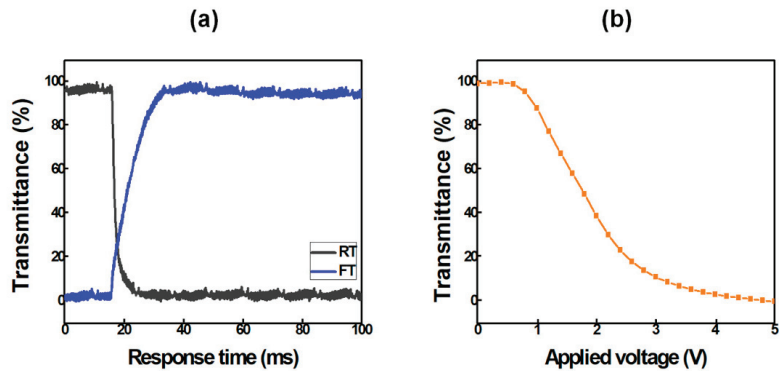 (a)
Transmittance (%)
100
80
60
40
20
0
RT
FT
0 20 40 60 80 100
Response time (ms)
(b)
Transmittance (%)
100
80
60
40
20
0
0 1 2 3 4 5
Applied voltage (V)